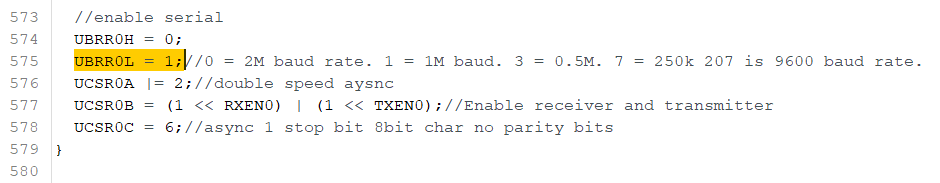 573 //enable serial
574 UBRR0H = 0;
575 UBRR0L = 1;//0 = 2M baud rate. 1 = 1M baud. 3 = 0.5M. 7 = 250k 207 is 9600 baud rate.
576 UCSR0A |= 2;//double speed aysnc
577 UCSR0B = (1 << RXEN0) | (1 << TXEN0);//Enable receiver and transmitter
578 UCSR0C = 6;//async 1 stop bit 8bit char no parity bits
579 }
580